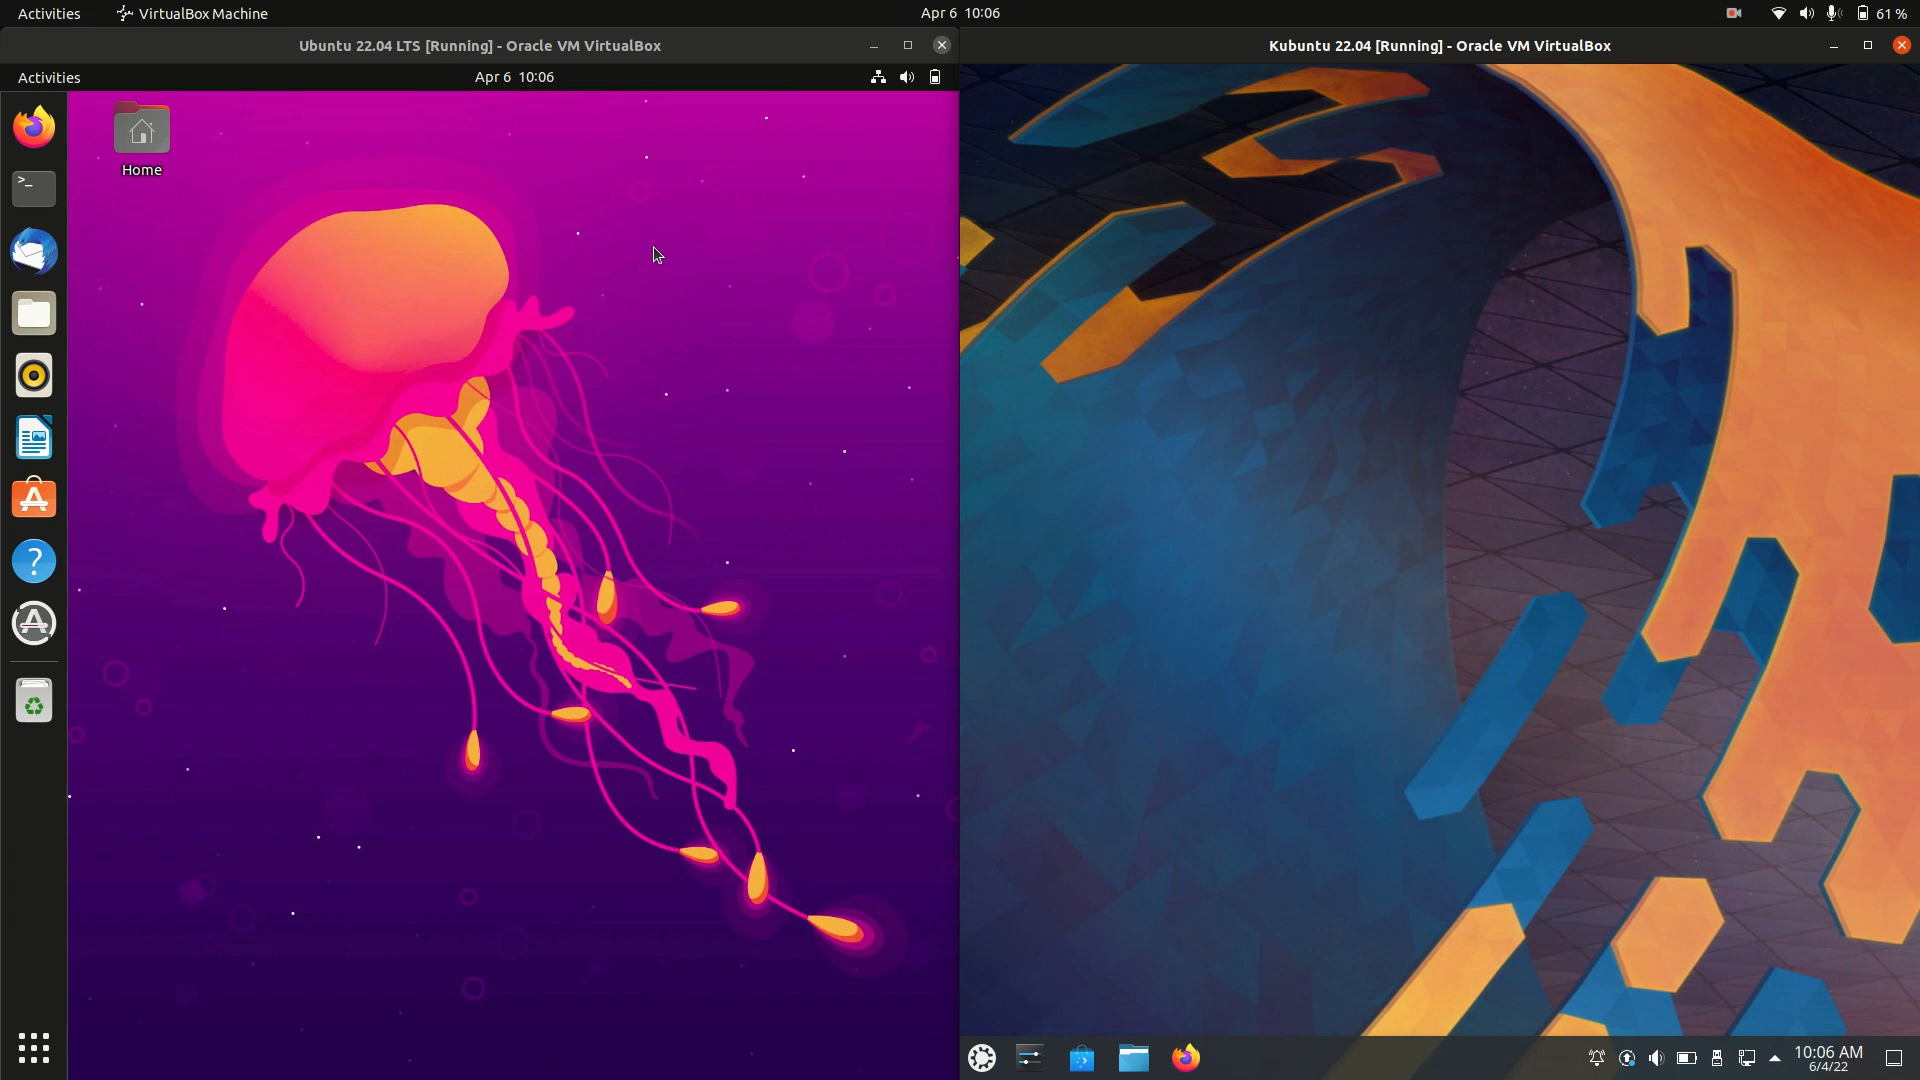 Activities
VirtualBox Machine
Apr 6 10:06
61 %
Ubuntu 22.04 LTS [Running] - Oracle VM VirtualBox
Kubuntu 22.04 [Running] - Oracle VM VirtualBox
Activities
Apr 6 10:06
>_
Home
?
10:06 AM
6/4/22